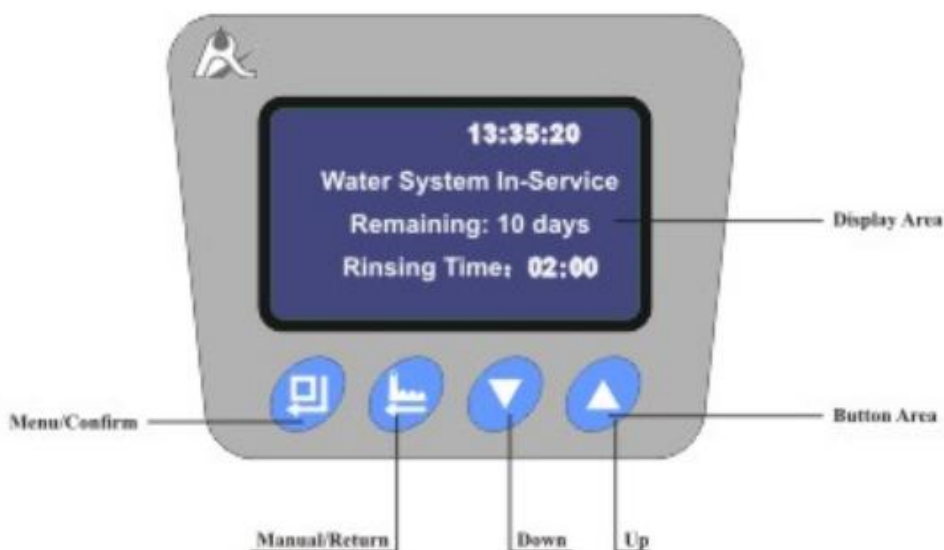 13:35:20
Water System In-Service
Remaining: 10 days
Display Area
Rinsing Time: 02:00
Menu/Confirm
Button Area
Manual/Return
Down
Up